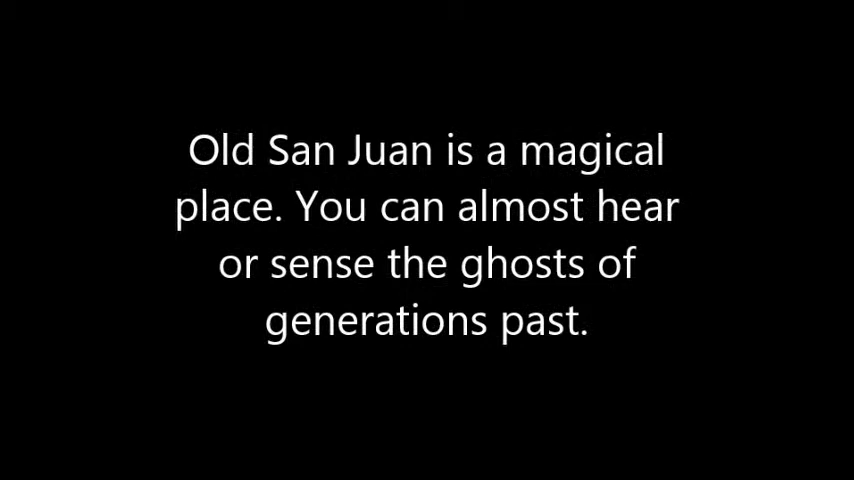 Old San Juan is a magical
place. You can almost hear
or sense the ghosts of
generations past.